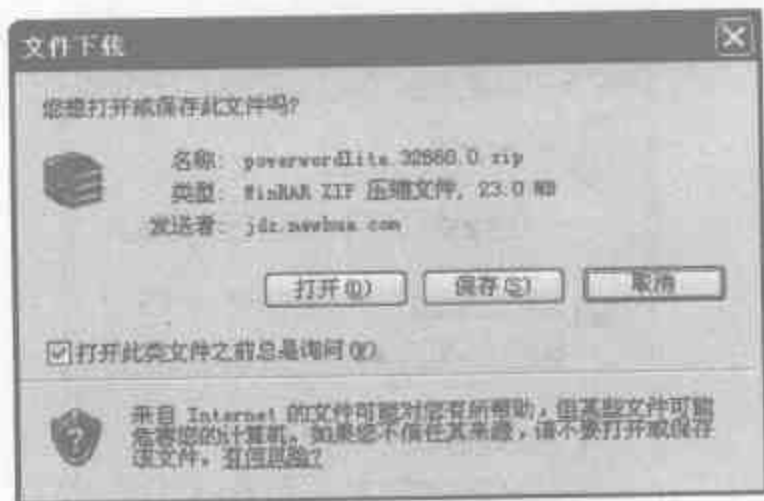 文件下载
您想打开或保存此文件吗?
名称: powerwordlite.32660.0.zip
类型: WinRAR ZIP 压缩文件, 23.0 MB
发送者: jdz.newhua.com
打开(O) 保存(S) 取消
打开此类文件之前总是询问(W)
来自 Internet 的文件可能对您有所帮助，但某些文件可能
危害您的计算机。如果您不信任其来源，请不要打开或保存
该文件。有何风险?